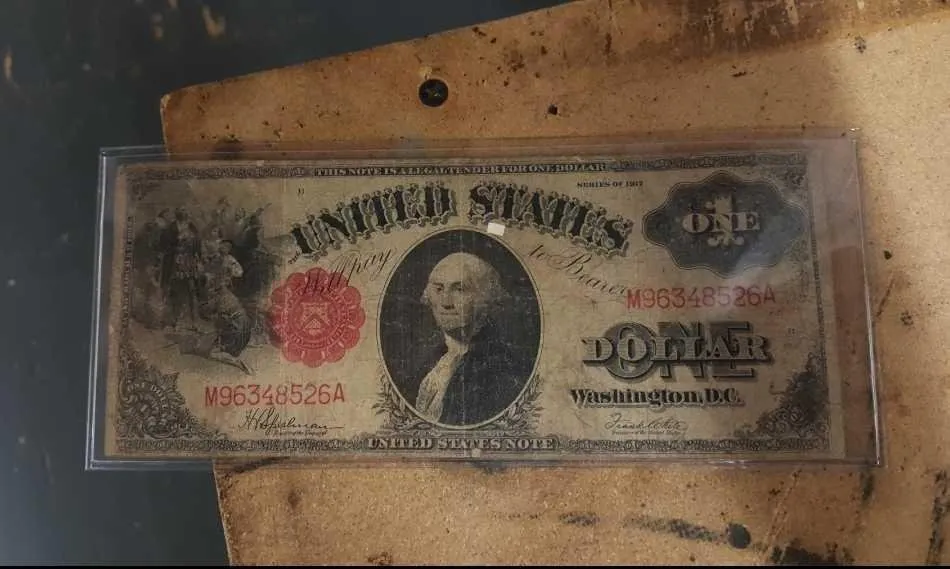 THIS NOTE IS A LEGAL TENDER FOR ONE DOLLAR
SERIES OF 1917
UNITED STATES
ONE
Will pay to Bearer
M96348526A
ONE
DOLLAR
M96348526A
Washington, D.C.
UNITED STATES NOTE